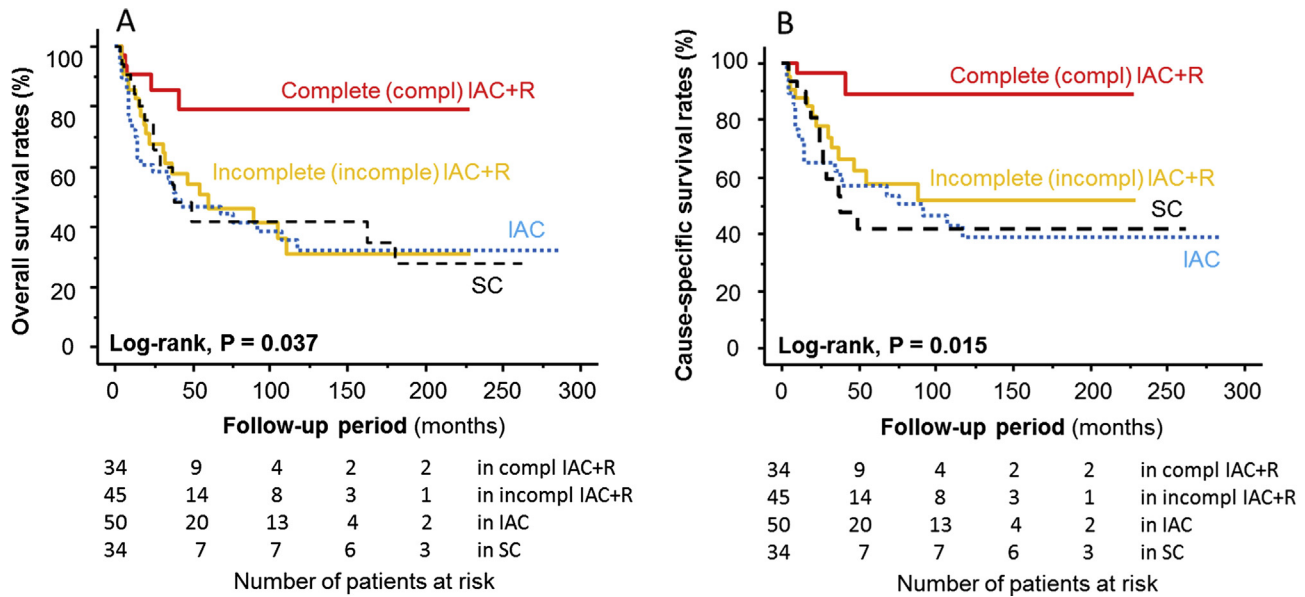 A
Overall survival rates (%)
100
80
60
40
20
0
Complete (compl) IAC+R
Incomplete (incomple) IAC+R
IAC
SC
Log-rank, P = 0.037
0 50 100 150 200 250 300
Follow-up period (months)
34 9 4 2 2 in compl IAC+R
45 14 8 3 1 in incompl IAC+R
50 20 13 4 2 in IAC
34 7 7 6 3 in SC
Number of patients at risk
B
Cause-specific survival rates (%)
100
80
60
40
20
0
Complete (compl) IAC+R
Incomplete (incompl) IAC+R
SC
IAC
Log-rank, P = 0.015
0 50 100 150 200 250 300
Follow-up period (months)
34 9 4 2 2 in compl IAC+R
45 14 8 3 1 in incompl IAC+R
50 20 13 4 2 in IAC
34 7 7 6 3 in SC
Number of patients at risk